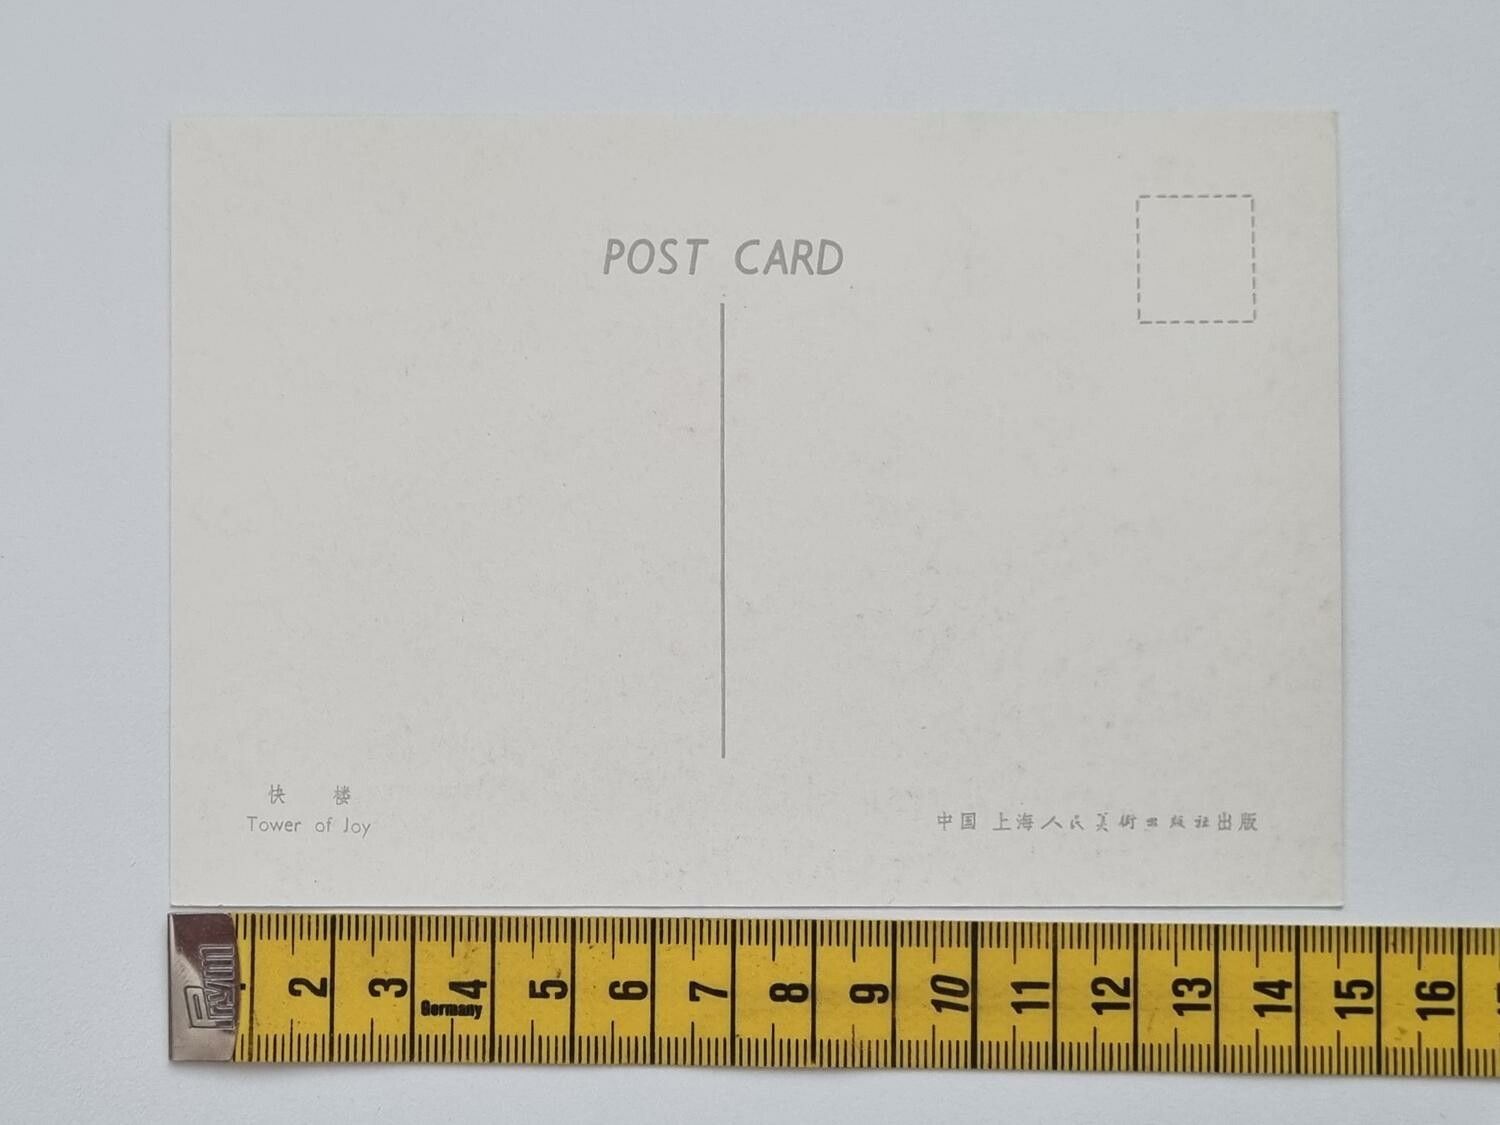 POST CARD
快 楼
Tower of Joy
中国 上海人民美術出版社出版
Prym
2 3 4 5 6 7 8 9 10 11 12 13 14 15 16
Germany